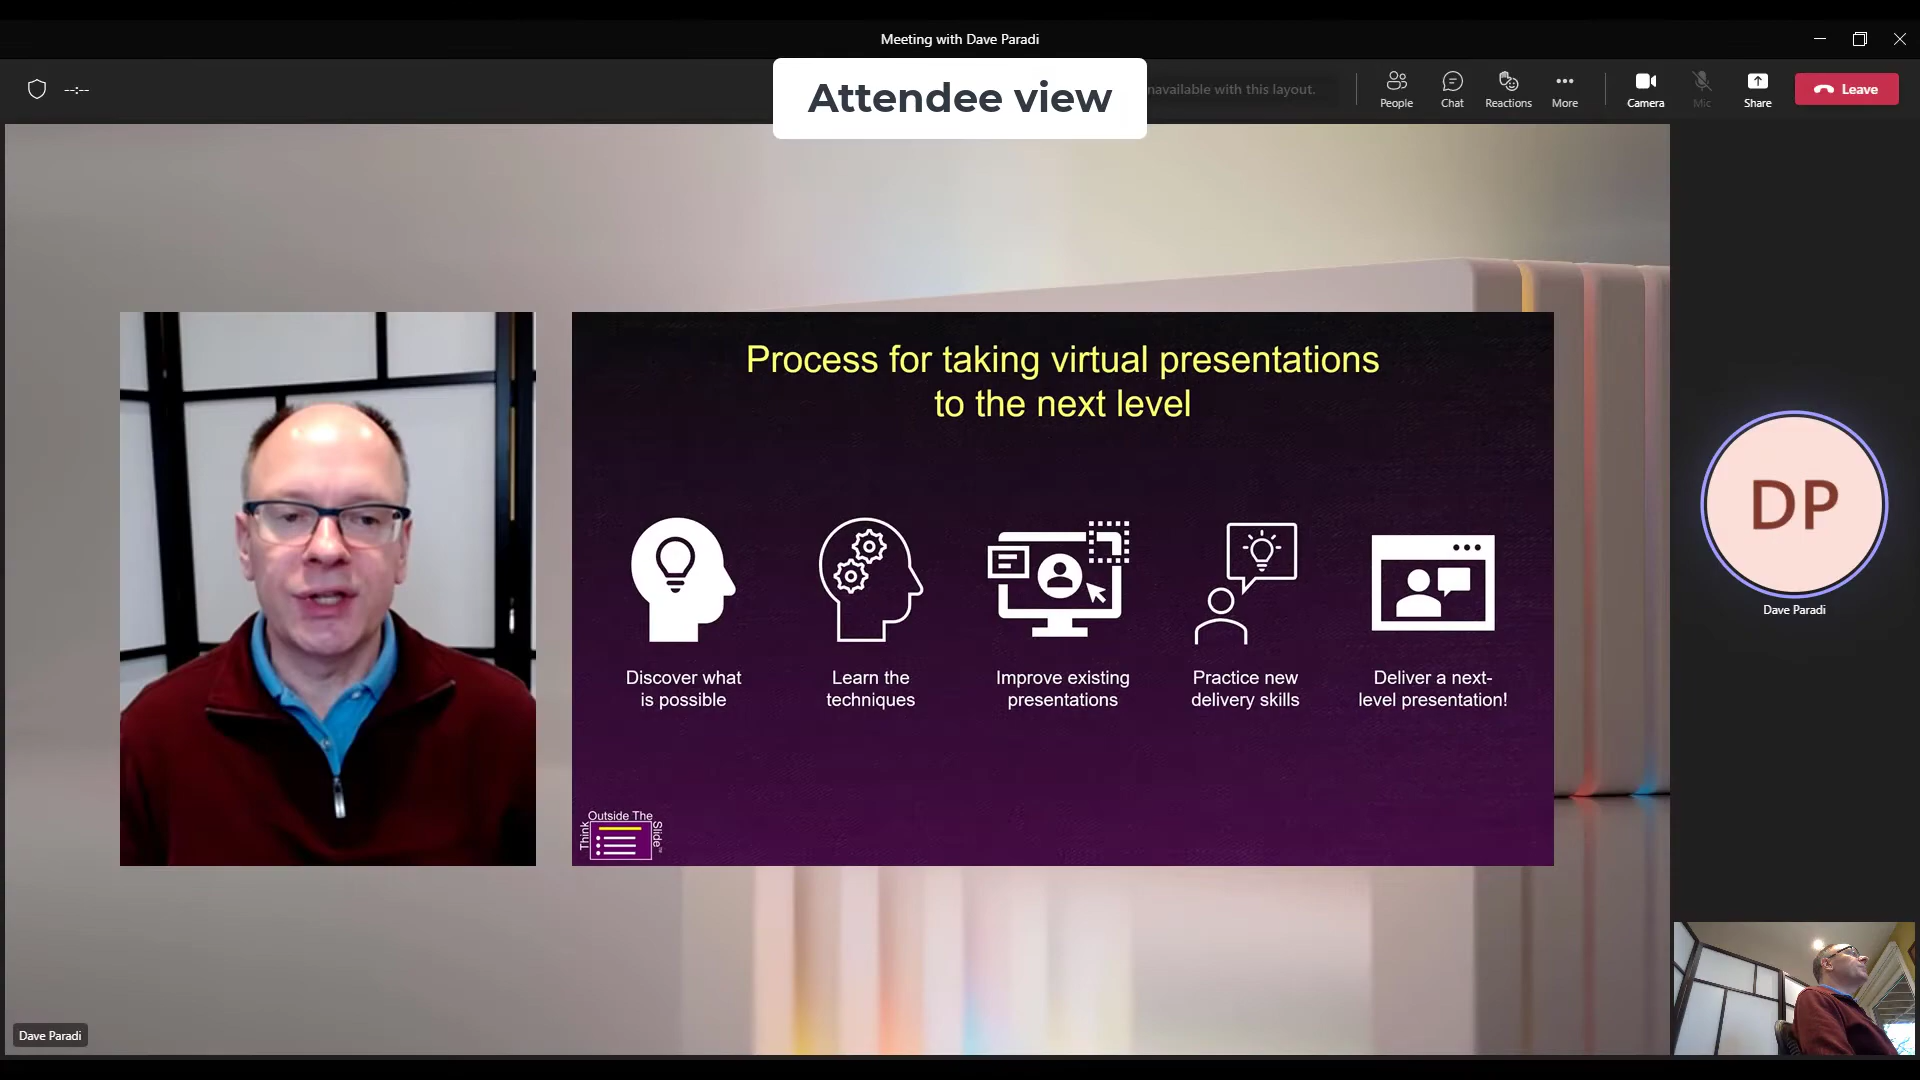 Meeting with Dave Paradi
--:--
Attendee view
navailable with this layout.
People
Chat
Reactions
More
Camera
Mic
Share
Leave
Process for taking virtual presentations
to the next level
Discover what
is possible
Learn the
techniques
Improve existing
presentations
Practice new
delivery skills
Deliver a next-
level presentation!
Think
Outside The
Slide™
DP
Dave Paradi
Dave Paradi